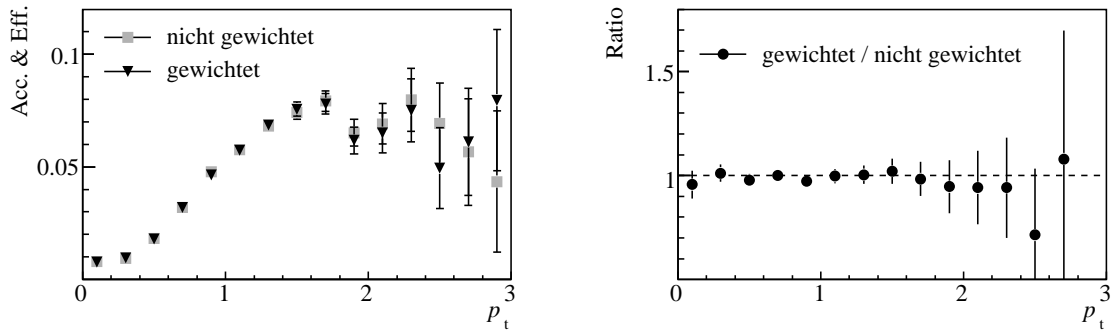 Acc. & Eff.
0.1
0.05
nicht gewichtet
gewichtet
0 1 2 3
p t
Ratio
1.5
1
gewichtet / nicht gewichtet
0 1 2 3
p t